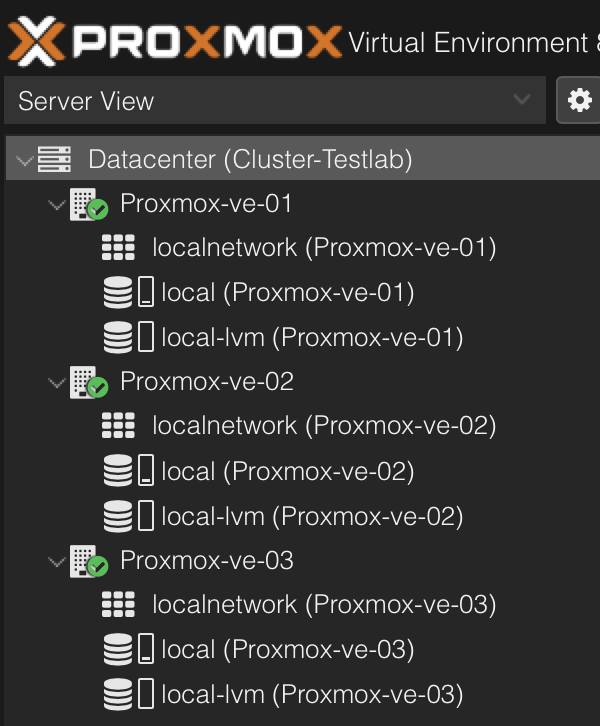 PROXMOX Virtual Environment
Server View
Datacenter (Cluster-Testlab)
Proxmox-ve-01
localnetwork (Proxmox-ve-01)
local (Proxmox-ve-01)
local-lvm (Proxmox-ve-01)
Proxmox-ve-02
localnetwork (Proxmox-ve-02)
local (Proxmox-ve-02)
local-lvm (Proxmox-ve-02)
Proxmox-ve-03
localnetwork (Proxmox-ve-03)
local (Proxmox-ve-03)
local-lvm (Proxmox-ve-03)